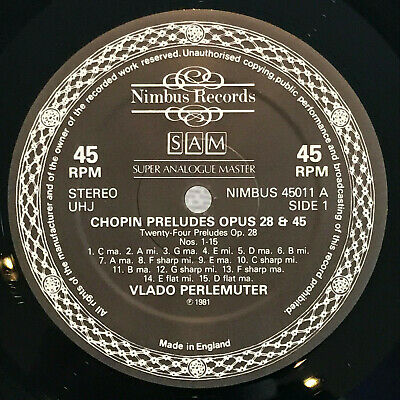 All rights of the manufacturer and of the owner of the recorded work reserved. Unauthorised copying, public performance and broadcasting of this record prohibited.
Nimbus Records
SAM
SUPER ANALOGUE MASTER
45 RPM
45 RPM
STEREO
UHJ
NIMBUS 45011 A
SIDE 1
CHOPIN PRELUDES OPUS 28 & 45
Twenty-Four Preludes Op. 28
Nos. 1-15
1. C ma. 2. A mi. 3. G ma. 4. E mi. 5. D ma. 6. B mi.
7. A ma. 8. F sharp mi. 9. E ma. 10. C sharp mi.
11. B ma. 12. G sharp mi. 13. F sharp ma.
14. E flat mi. 15. D flat ma.
VLADO PERLEMUTER
℗ 1981
Made in England